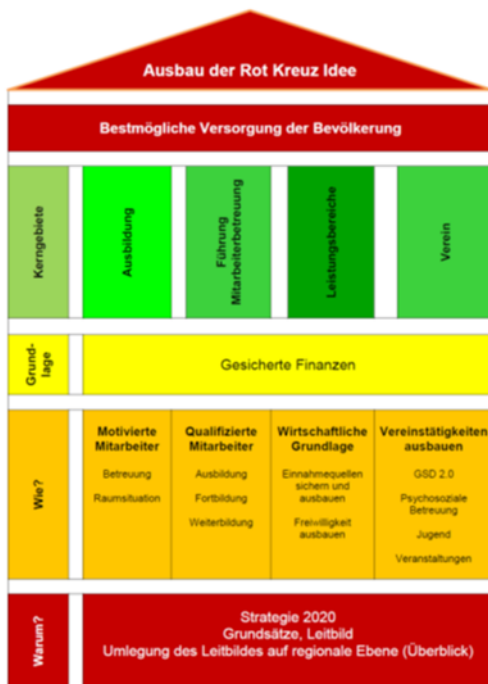 Ausbau der Rot Kreuz Idee
Bestmögliche Versorgung der Bevölkerung
Kerngebiete
Ausbildung
Führung
Mitarbeiterbetreuung
Leistungsbereiche
Verein
Grund-
lage
Gesicherte Finanzen
Wie?
Motivierte
Mitarbeiter
Betreuung
Raumsituation
Qualifizierte
Mitarbeiter
Ausbildung
Fortbildung
Weiterbildung
Wirtschaftliche
Grundlage
Einnahmequellen
sichern und
ausbauen
Freiwilligkeit
ausbauen
Vereinstätigkeiten
ausbauen
GSD 2.0
Psychosoziale
Betreuung
Jugend
Veranstaltungen
Warum?
Strategie 2020
Grundsätze, Leitbild
Umlegung des Leitbildes auf regionale Ebene (Überblick)